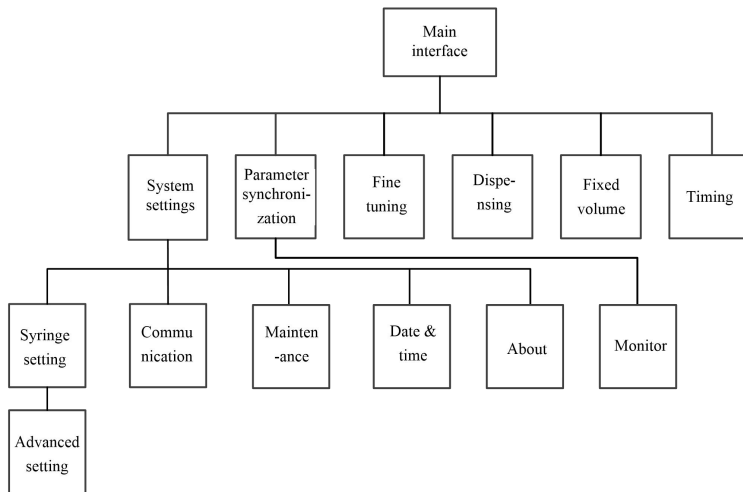 Main
interface
System
settings
Parameter
synchroni-
zation
Fine
tuning
Dispe-
nsing
Fixed
volume
Timing
Syringe
setting
Commu
nication
Mainten
-ance
Date &
time
About
Monitor
Advanced
setting